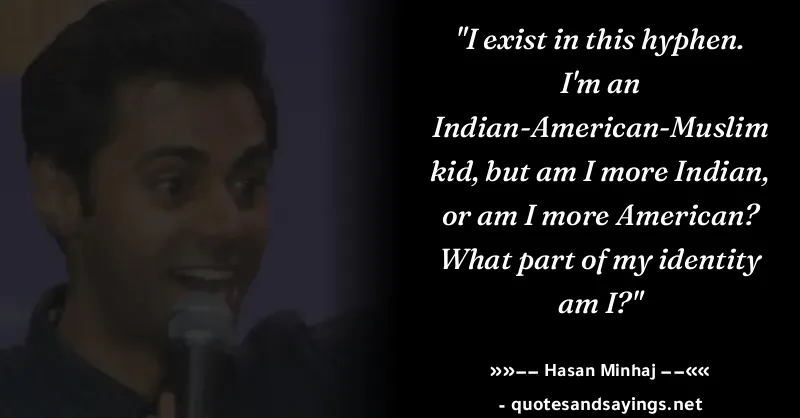 "I exist in this hyphen.
I'm an
Indian-American-Muslim
kid, but am I more Indian,
or am I more American?
What part of my identity
am I?"
»»−− Hasan Minhaj −−««
- quotesandsayings.net